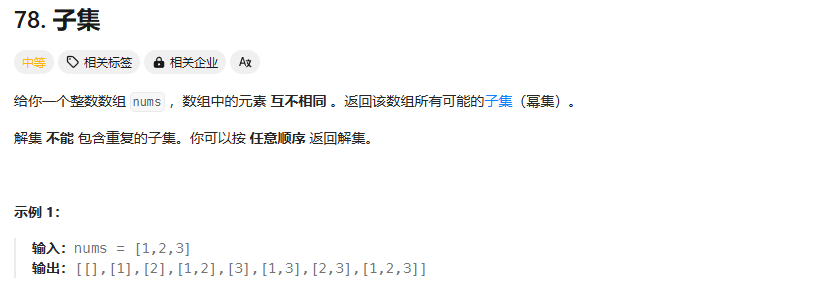 78. 子集
中等 相关标签 相关企业 Ax
给你一个整数数组 nums ，数组中的元素 互不相同 。返回该数组所有可能的子集（幂集）。
解集 不能 包含重复的子集。你可以按 任意顺序 返回解集。
示例 1：
输入：nums = [1,2,3]
输出：[[],[1],[2],[1,2],[3],[1,3],[2,3],[1,2,3]]